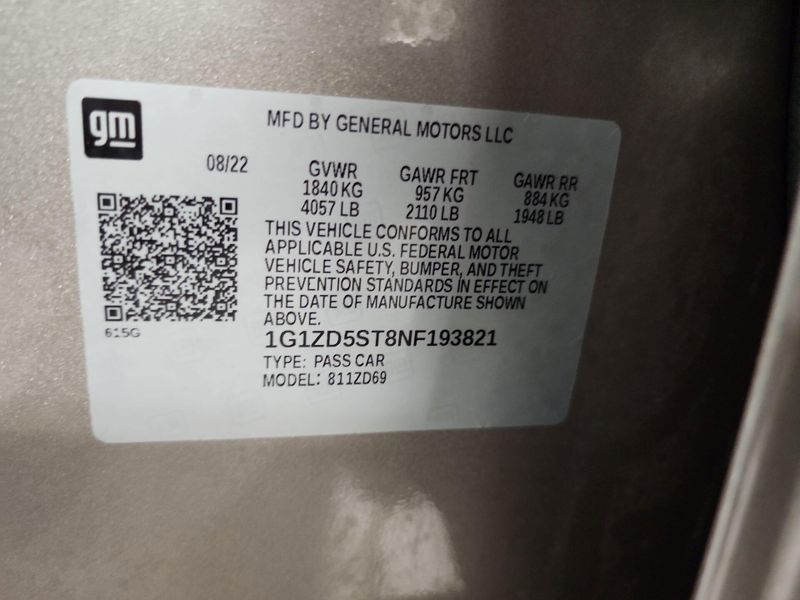 gm
MFD BY GENERAL MOTORS LLC
08/22
GVWR GAWR FRT GAWR RR
1840 KG 957 KG 884 KG
4057 LB 2110 LB 1948 LB
THIS VEHICLE CONFORMS TO ALL
APPLICABLE U.S. FEDERAL MOTOR
VEHICLE SAFETY, BUMPER, AND THEFT
PREVENTION STANDARDS IN EFFECT ON
THE DATE OF MANUFACTURE SHOWN
ABOVE.
615G
1G1ZD5ST8NF193821
TYPE: PASS CAR
MODEL: 811ZD69